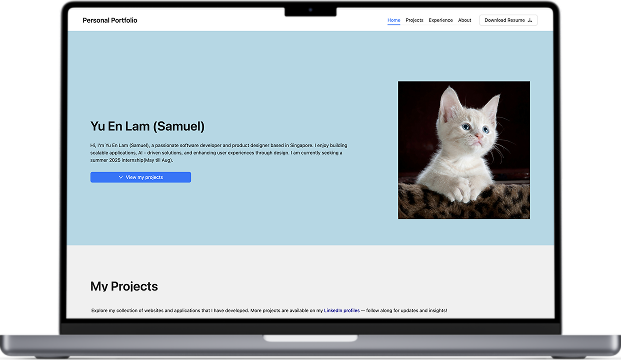 Personal Portfolio
Home Projects Experience About Download Resume
Yu En Lam (Samuel)
Hi, I'm Yu En Lam (Samuel), a passionate software developer and product designer based in Singapore. I enjoy building
scalable applications, AI - driven solutions, and enhancing user experiences through design. I am currently seeking a
summer 2025 internship(May till Aug).
View my projects
My Projects
Explore my collection of websites and applications that I have developed. More projects are available on my LinkedIn profiles — follow along for updates and insights!